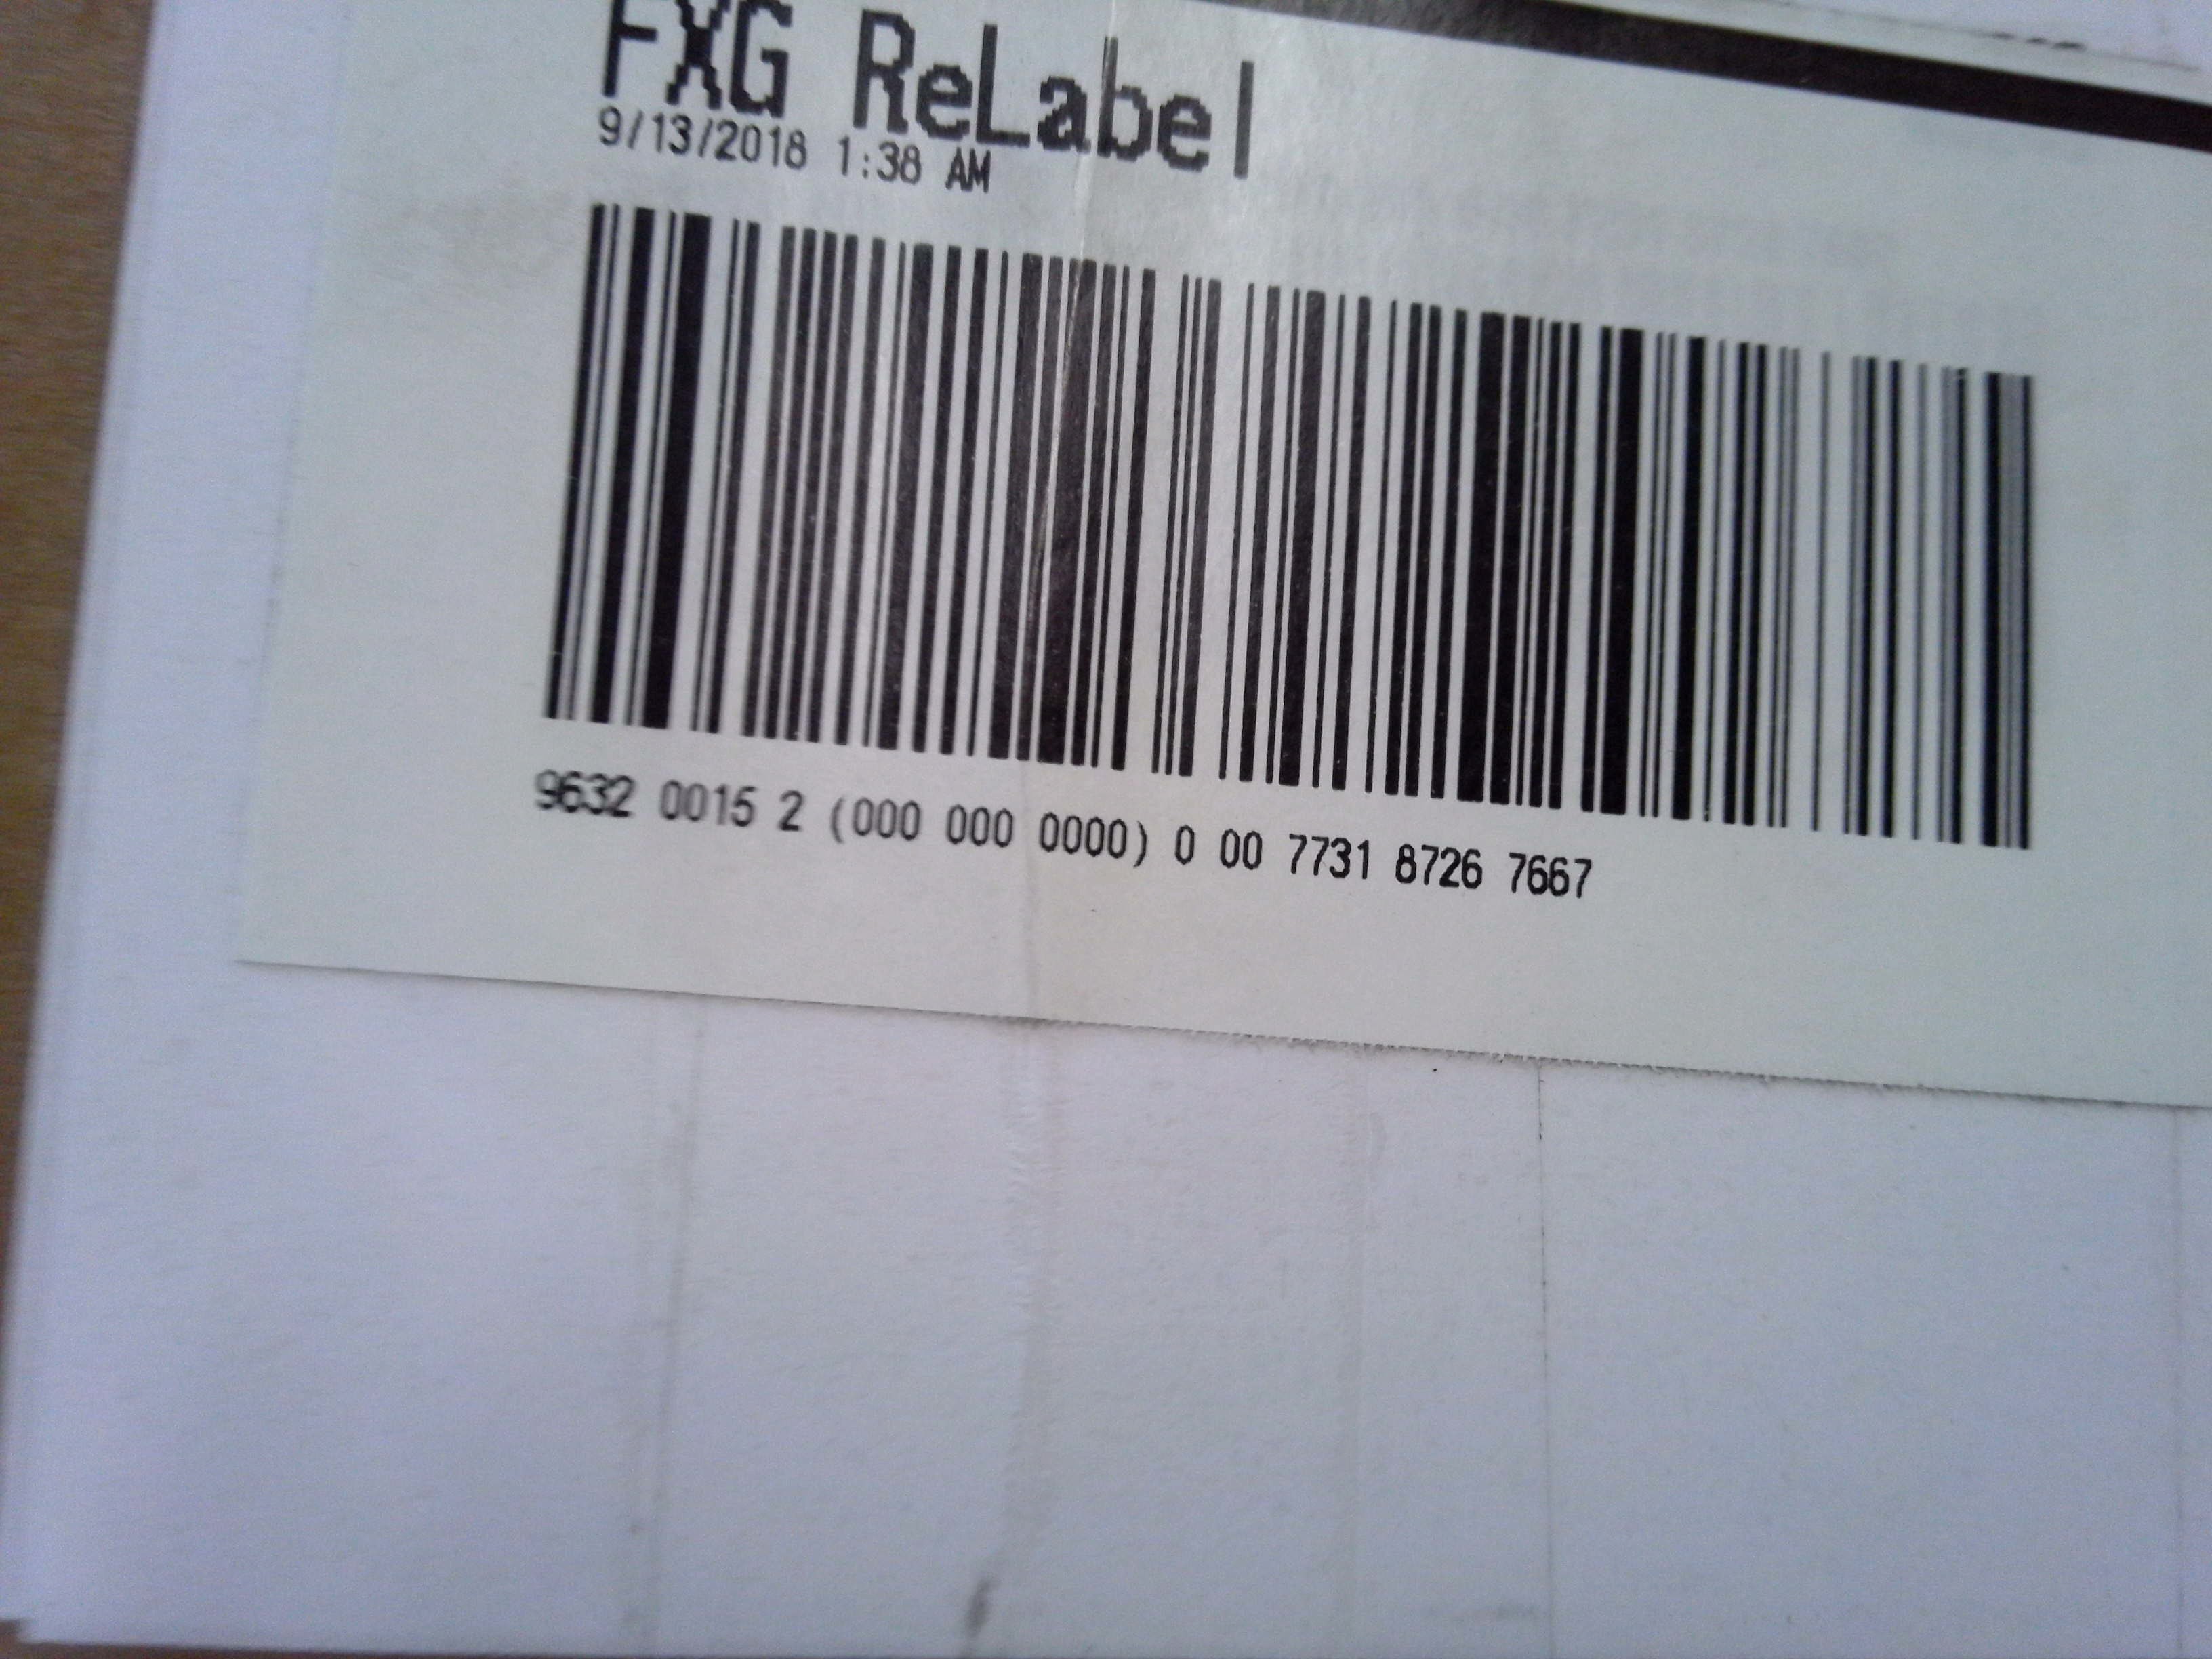 FXG ReLabel
9/13/2018 1:38 AM
9632 0015 2 (000 000 0000) 0 00 7731 8726 7667